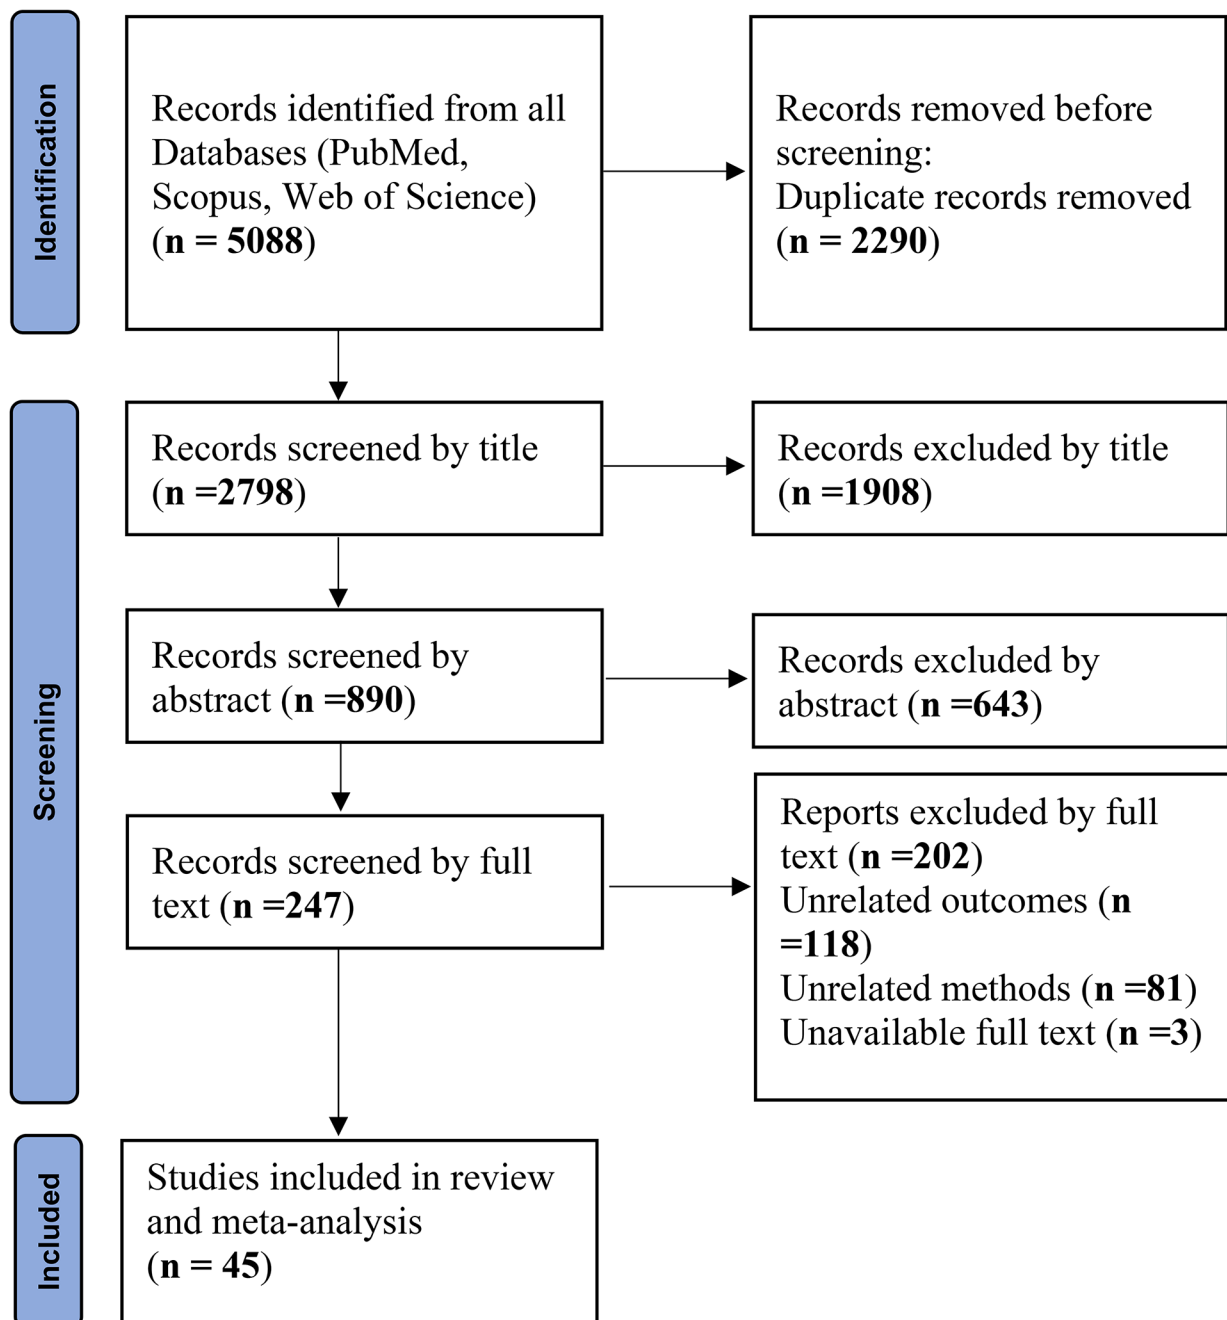 Identification
Records identified from all
Databases (PubMed,
Scopus, Web of Science)
(n = 5088)
Records removed before
screening:
Duplicate records removed
(n = 2290)
Screening
Records screened by title
(n =2798)
Records excluded by title
(n =1908)
Records screened by
abstract (n =890)
Records excluded by
abstract (n =643)
Records screened by full
text (n =247)
Reports excluded by full
text (n =202)
Unrelated outcomes (n
=118)
Unrelated methods (n =81)
Unavailable full text (n =3)
Included
Studies included in review
and meta-analysis
(n = 45)